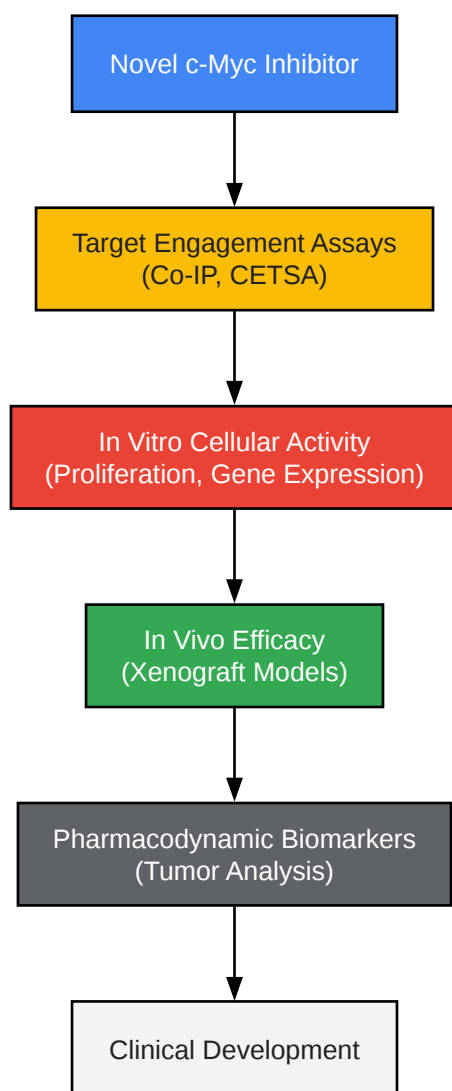 Novel c-Myc Inhibitor
Target Engagement Assays
(Co-IP, CETSA)
In Vitro Cellular Activity
(Proliferation, Gene Expression)
In Vivo Efficacy
(Xenograft Models)
Pharmacodynamic Biomarkers
(Tumor Analysis)
Clinical Development